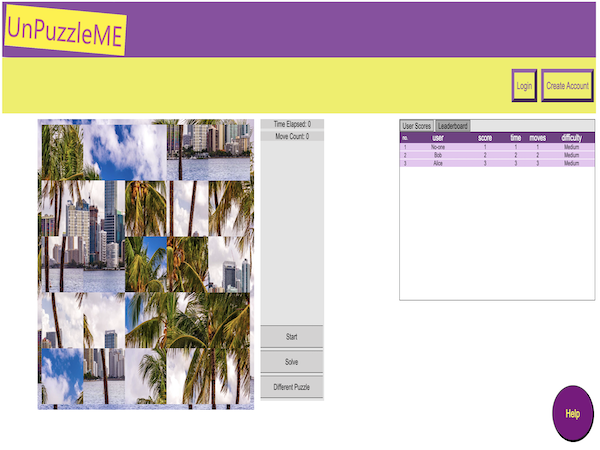 UnPuzzleME
Login
Create Account
Time Elapsed: 0
Move Count: 0
Start
Solve
Different Puzzle
User Scores
Leaderboard
no. user score time moves difficulty
1 No-one 1 1 1 Medium
2 Bob 2 2 2 Medium
3 Alice 3 3 3 Medium
Help